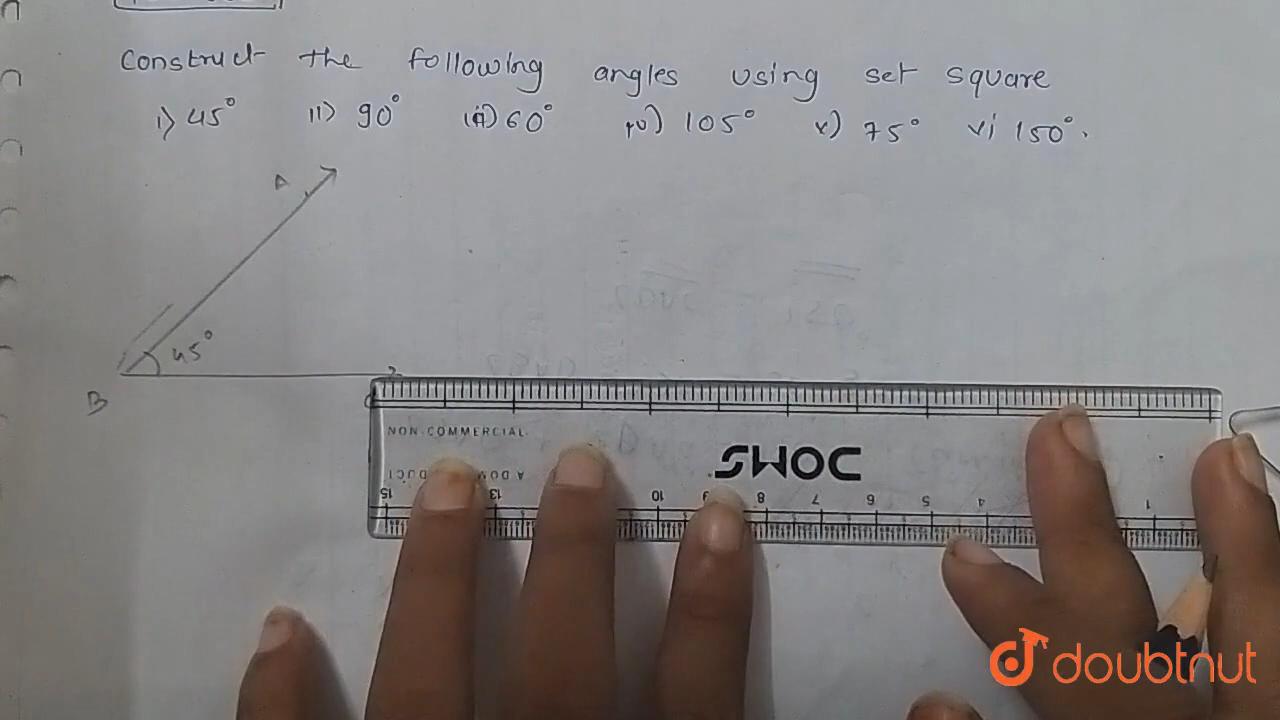 Construct the following angles using set square
i) 45° ii) 90° (iii) 60° iv) 105° v) 75° vi 150°.
A
45°
B
NON-COMMERCIAL
DOMS
15 13 10 9 8 7 6 5 4 1
doubtnut